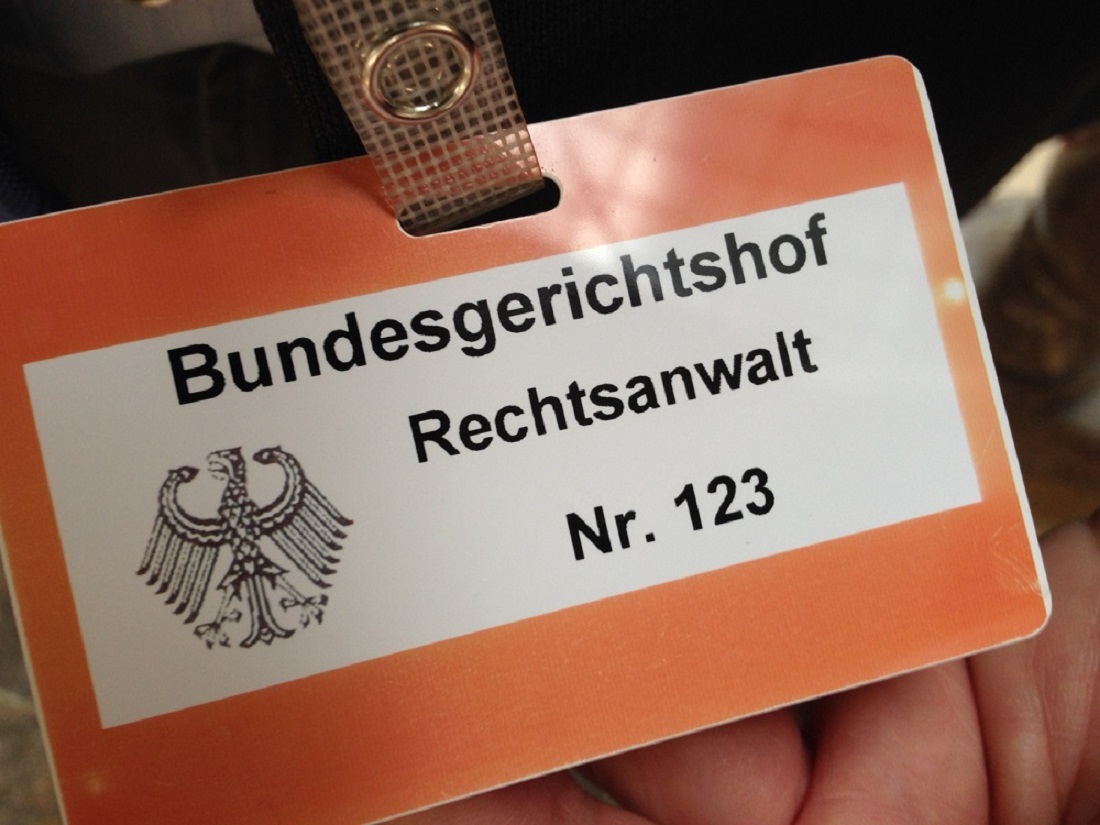 Bundesgerichtshof
Rechtsanwalt
Nr. 123